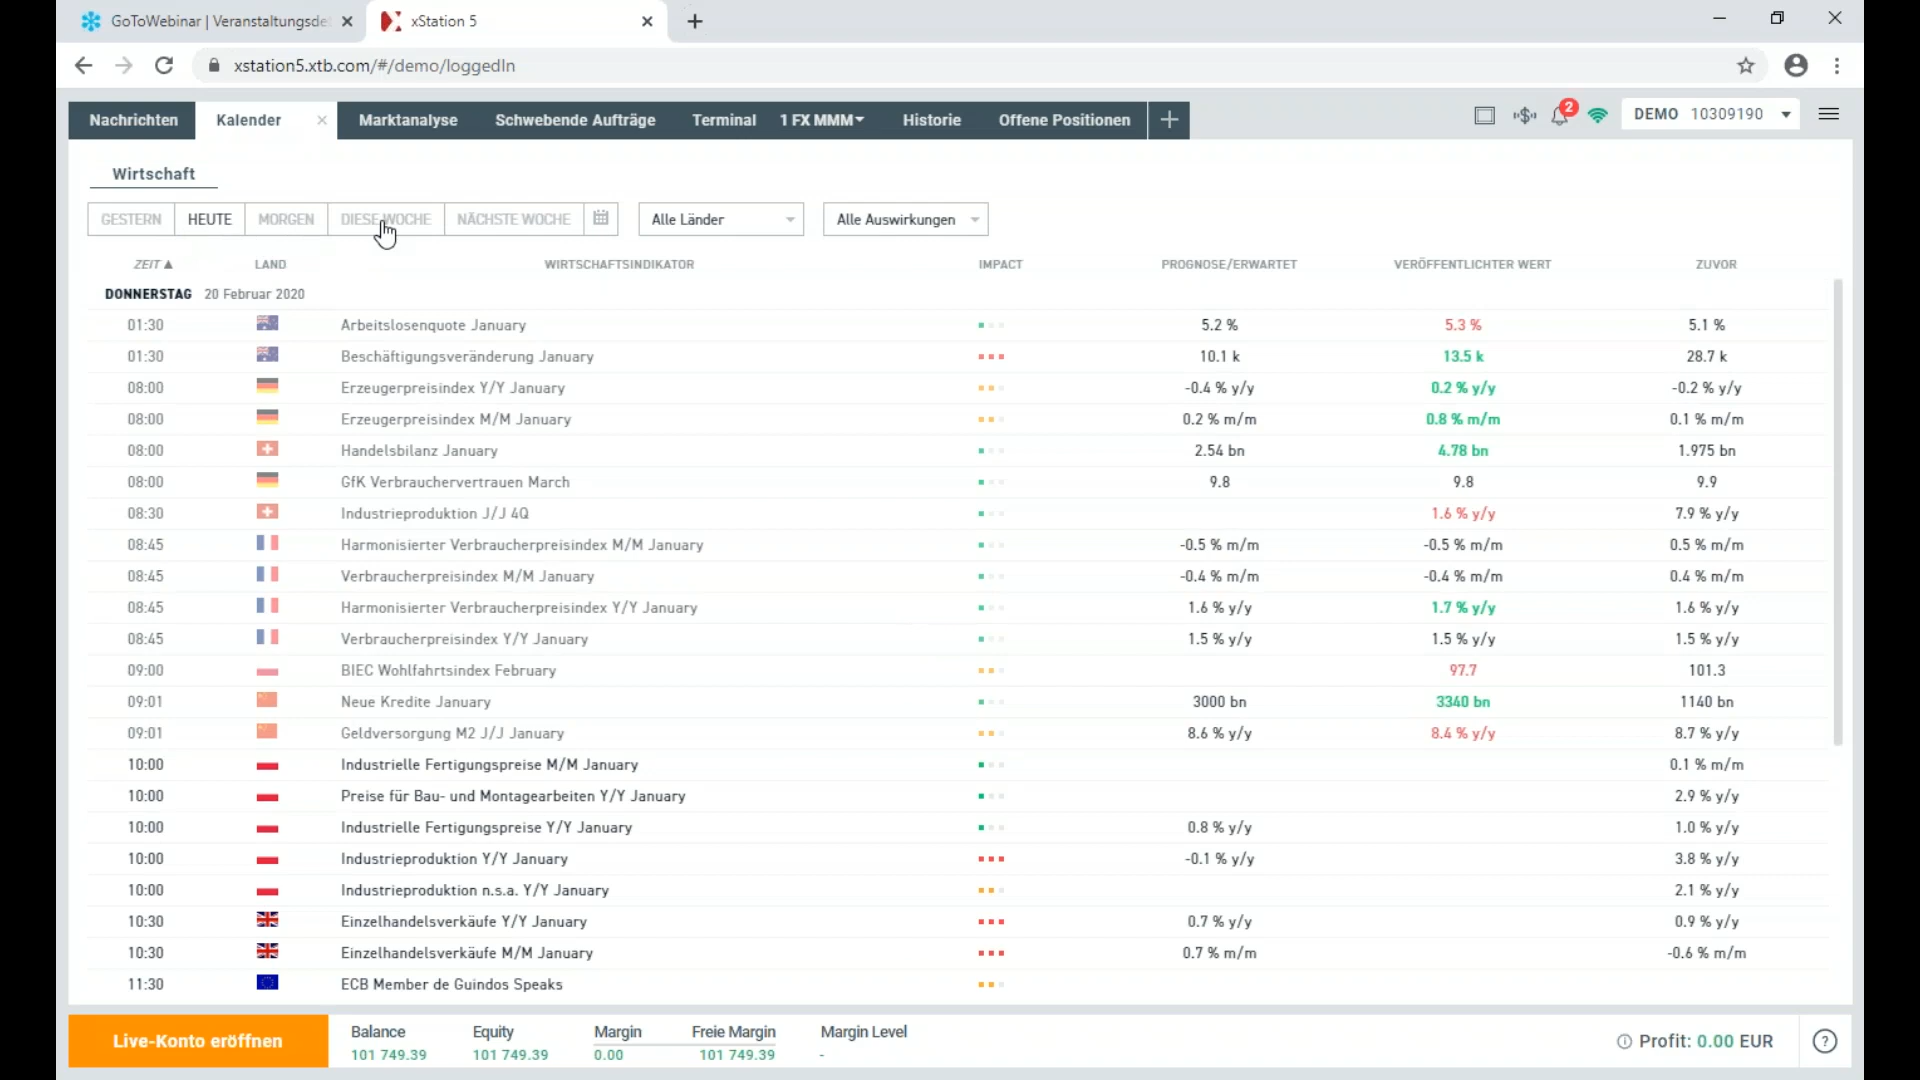 GoToWebinar | Veranstaltungsde
xStation 5
xstation5.xtb.com/#/demo/loggedIn
Nachrichten Kalender Marktanalyse Schwebende Aufträge Terminal 1 FX MMM Historie Offene Positionen 2 DEMO 10309190
Wirtschaft
GESTERN HEUTE MORGEN DIESE WOCHE NÄCHSTE WOCHE Alle Länder Alle Auswirkungen
ZEIT ▲ LAND WIRTSCHAFTSINDIKATOR IMPACT PROGNOSE/ERWARTET VERÖFFENTLICHTER WERT ZUVOR
DONNERSTAG 20 Februar 2020
01:30 Arbeitslosenquote January 5.2 % 5.3 % 5.1 %
01:30 Beschäftigungsveränderung January 10.1 k 13.5 k 28.7 k
08:00 Erzeugerpreisindex Y/Y January -0.4 % y/y 0.2 % y/y -0.2 % y/y
08:00 Erzeugerpreisindex M/M January 0.2 % m/m 0.8 % m/m 0.1 % m/m
08:00 Handelsbilanz January 2.54 bn 4.78 bn 1.975 bn
08:00 GfK Verbrauchervertrauen March 9.8 9.8 9.9
08:30 Industrieproduktion J/J 4Q 1.6 % y/y 7.9 % y/y
08:45 Harmonisierter Verbraucherpreisindex M/M January -0.5 % m/m -0.5 % m/m 0.5 % m/m
08:45 Verbraucherpreisindex M/M January -0.4 % m/m -0.4 % m/m 0.4 % m/m
08:45 Harmonisierter Verbraucherpreisindex Y/Y January 1.6 % y/y 1.7 % y/y 1.6 % y/y
08:45 Verbraucherpreisindex Y/Y January 1.5 % y/y 1.5 % y/y 1.5 % y/y
09:00 BIEC Wohlfahrtsindex February 97.7 101.3
09:01 Neue Kredite January 3000 bn 3340 bn 1140 bn
09:01 Geldversorgung M2 J/J January 8.6 % y/y 8.4 % y/y 8.7 % y/y
10:00 Industrielle Fertigungspreise M/M January 0.1 % m/m
10:00 Preise für Bau- und Montagearbeiten Y/Y January 2.9 % y/y
10:00 Industrielle Fertigungspreise Y/Y January 0.8 % y/y 1.0 % y/y
10:00 Industrieproduktion Y/Y January -0.1 % y/y 3.8 % y/y
10:00 Industrieproduktion n.s.a. Y/Y January 2.1 % y/y
10:30 Einzelhandelsverkäufe Y/Y January 0.7 % y/y 0.9 % y/y
10:30 Einzelhandelsverkäufe M/M January 0.7 % m/m -0.6 % m/m
11:30 ECB Member de Guindos Speaks
Live-Konto eröffnen
Balance Equity Margin Freie Margin Margin Level
101 749.39 101 749.39 0.00 101 749.39 -
Profit: 0.00 EUR ?